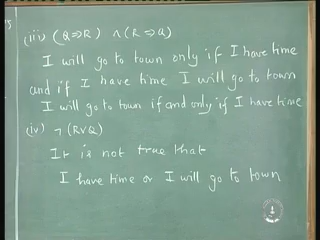 (iii) (Q⇒R) ∧ (R⇒Q)
I will go to town only if I have time
and if I have time I will go to town
I will go to town if and only if I have time
(iv) ¬(R∨Q)
It is not true that
I have time or I will go to town